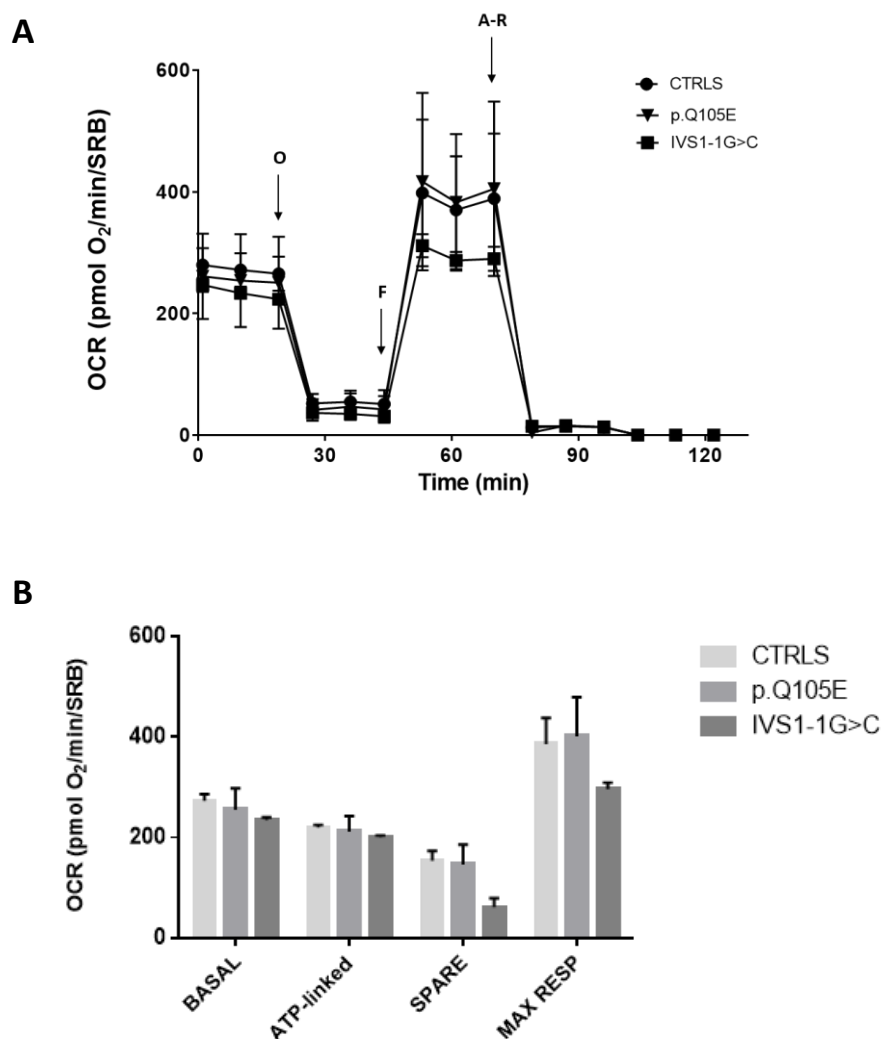 A
A-R
600
CTRLS
p.Q105E
IVS1-1G>C
O
400
F
200
0
OCR (pmol O₂/min/SRB)
0 30 60 90 120
Time (min)
B
600
CTRLS
p.Q105E
IVS1-1G>C
400
200
0
OCR (pmol O₂/min/SRB)
BASAL
ATP-linked
SPARE
MAX RESP